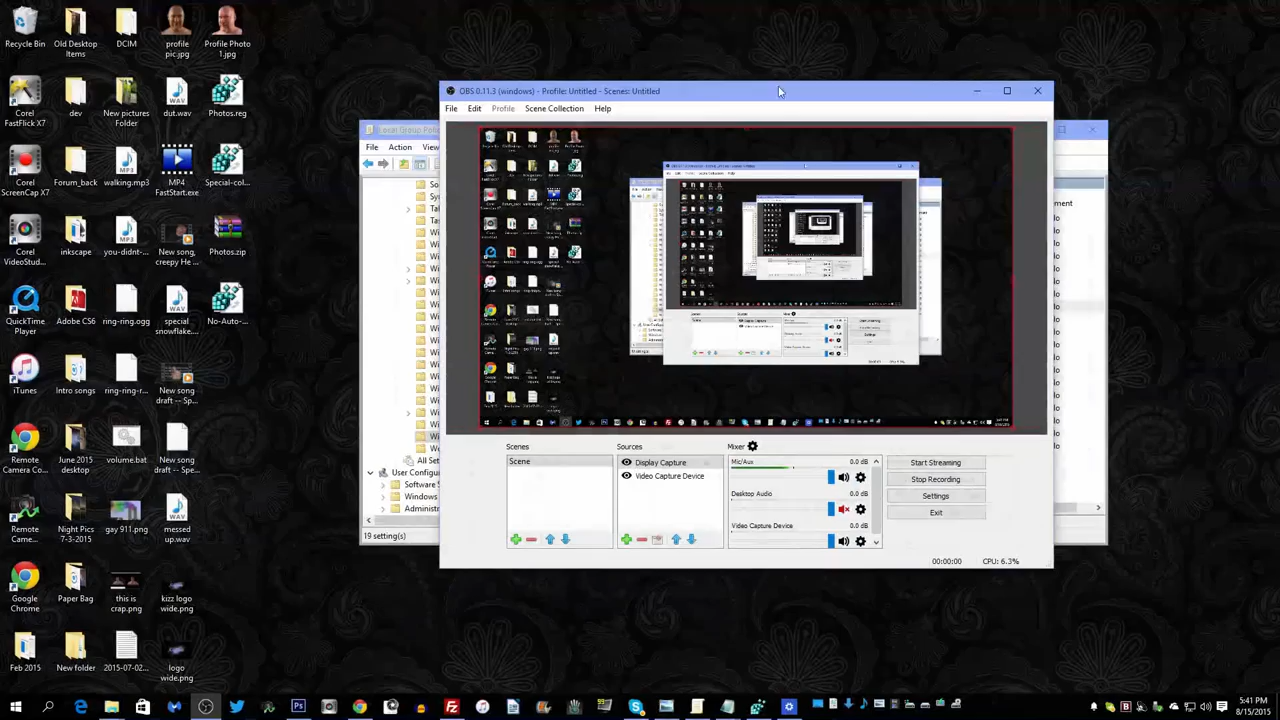 Recycle Bin
Old Desktop Items
DCIM
profile pic.jpg
Profile Photo 1.jpg
Corel FastFlick X7
dev
New pictures Folder
dut.wav
Photos.reg
Corel ScreenCap X7
Forum_back
walking.mp3
MP4 FastStart.exe
Special-col...
Corel VideoStud...
inkscape
you-didnt-...
New song, creepy He ...
Photos.zip
QuickTime Player
Adobe CS6
ring-ring.ogg
special snowflake...
No-Auto-...
iTunes
Intro songs
ring-ring-r...
New song draft -- Sp...
Remote Camera Co...
June 2015 desktop
volume.bat
New song draft -- Sp...
Remote Came...
Night Pics 7-3-2015
gay 911.png
messed up.wav
Google Chrome
Paper Bag
this is crap.png
kizz logo wide.png
Feb 2015
New folder
2015-07-02...
logo wide.png
Local Group Poli
File Action View
All Set
User Configur
Software S
Windows
Administr
19 setting(s)
OBS 0.11.3 (windows) - Profile: Untitled - Scenes: Untitled
File Edit Profile Scene Collection Help
Scenes
Scene
Sources
Display Capture
Video Capture Device
Mixer
Mic/Aux 0.0 dB
Desktop Audio 0.0 dB
Video Capture Device 0.0 dB
Start Streaming
Stop Recording
Settings
Exit
00:00:00 CPU: 6.3%
5:41 PM
8/15/2015